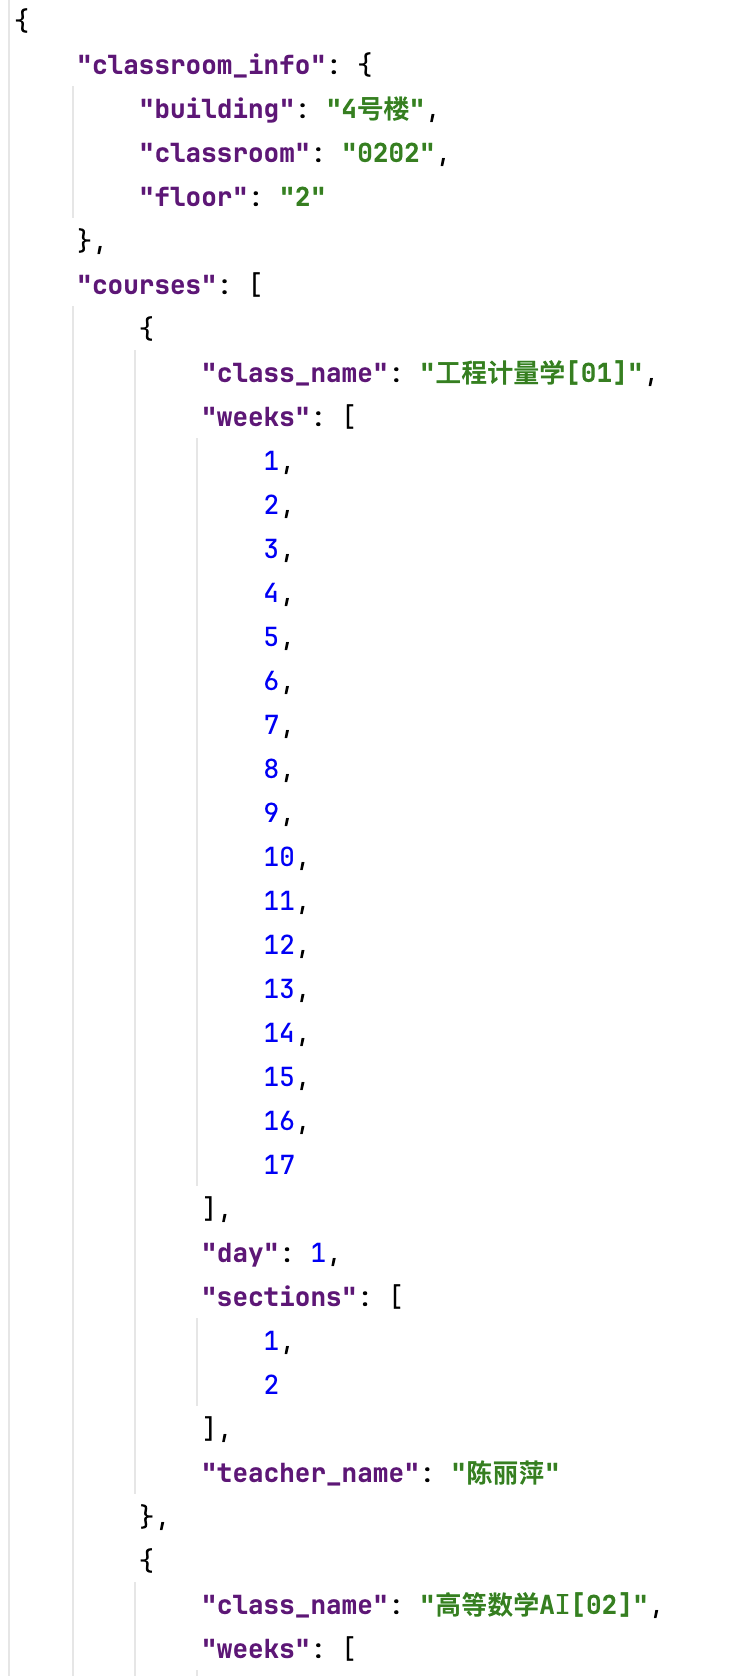 {
"classroom_info": {
"building": "4号楼",
"classroom": "0202",
"floor": "2"
},
"courses": [
{
"class_name": "工程计量学[01]",
"weeks": [
1,
2,
3,
4,
5,
6,
7,
8,
9,
10,
11,
12,
13,
14,
15,
16,
17
],
"day": 1,
"sections": [
1,
2
],
"teacher_name": "陈丽萍"
},
{
"class_name": "高等数学AⅠ[02]",
"weeks": [